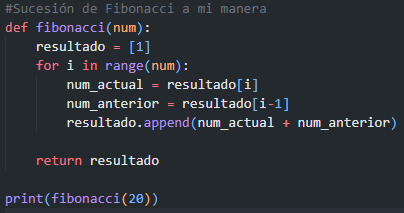 #Sucesión de Fibonacci a mi manera
def fibonacci(num):
    resultado = [1]
    for i in range(num):
        num_actual = resultado[i]
        num_anterior = resultado[i-1]
        resultado.append(num_actual + num_anterior)

    return resultado

print(fibonacci(20))